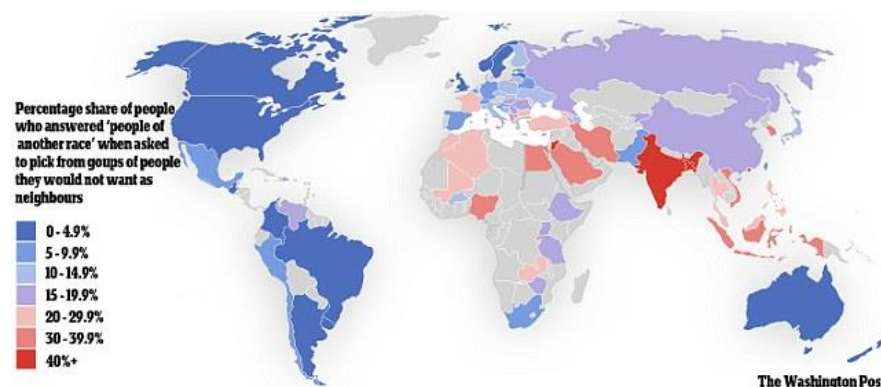 Percentage share of people
who answered 'people of
another race' when asked
to pick from goups of people
they would not want as
neighbours
0 - 4.9%
5 - 9.9%
10 - 14.9%
15 - 19.9%
20 - 29.9%
30 - 39.9%
40%+
The Washington Pos